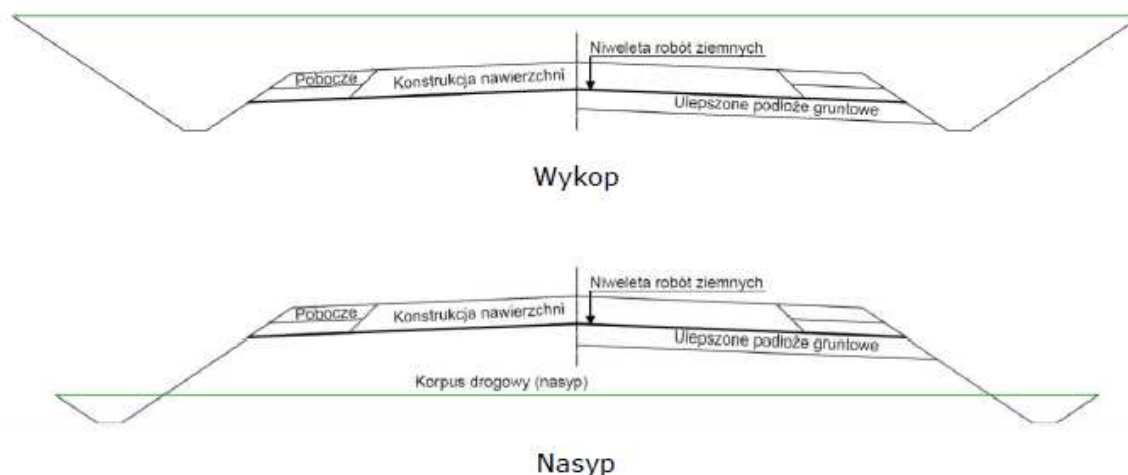 Niweleta robót ziemnych
Pobocze
Konstrukcja nawierzchni
Ulepszone podłoże gruntowe
Wykop
Niweleta robót ziemnych
Pobocze
Konstrukcja nawierzchni
Ulepszone podłoże gruntowe
Korpus drogowy (nasyp)
Nasyp